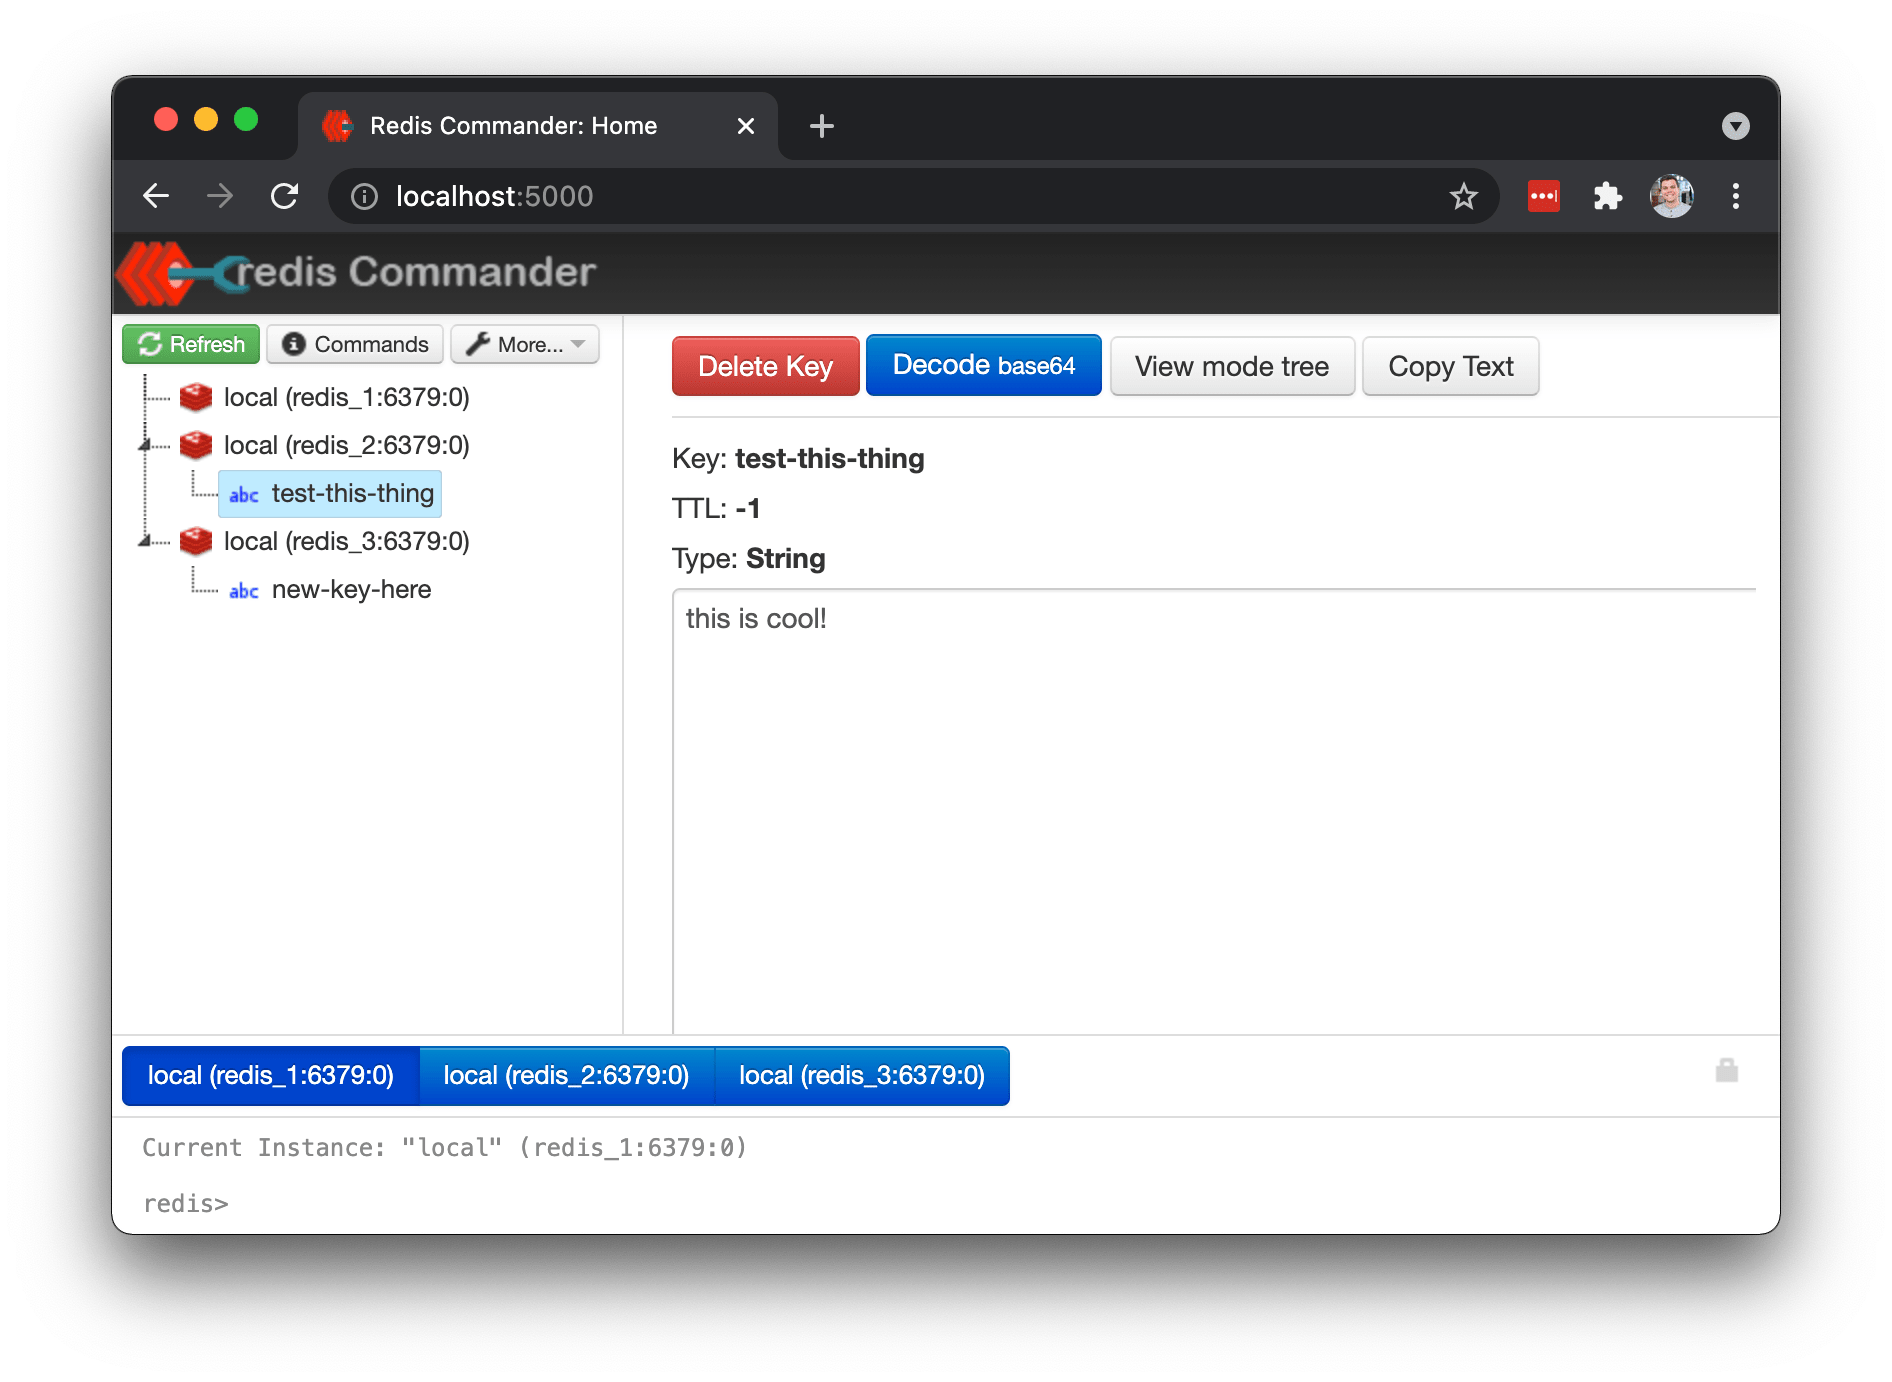 Redis Commander: Home
localhost:5000
redis Commander
Refresh Commands More...
local (redis_1:6379:0)
local (redis_2:6379:0)
abc test-this-thing
local (redis_3:6379:0)
abc new-key-here
Delete Key Decode base64 View mode tree Copy Text
Key: test-this-thing
TTL: -1
Type: String
this is cool!
local (redis_1:6379:0) local (redis_2:6379:0) local (redis_3:6379:0)
Current Instance: "local" (redis_1:6379:0)
redis>